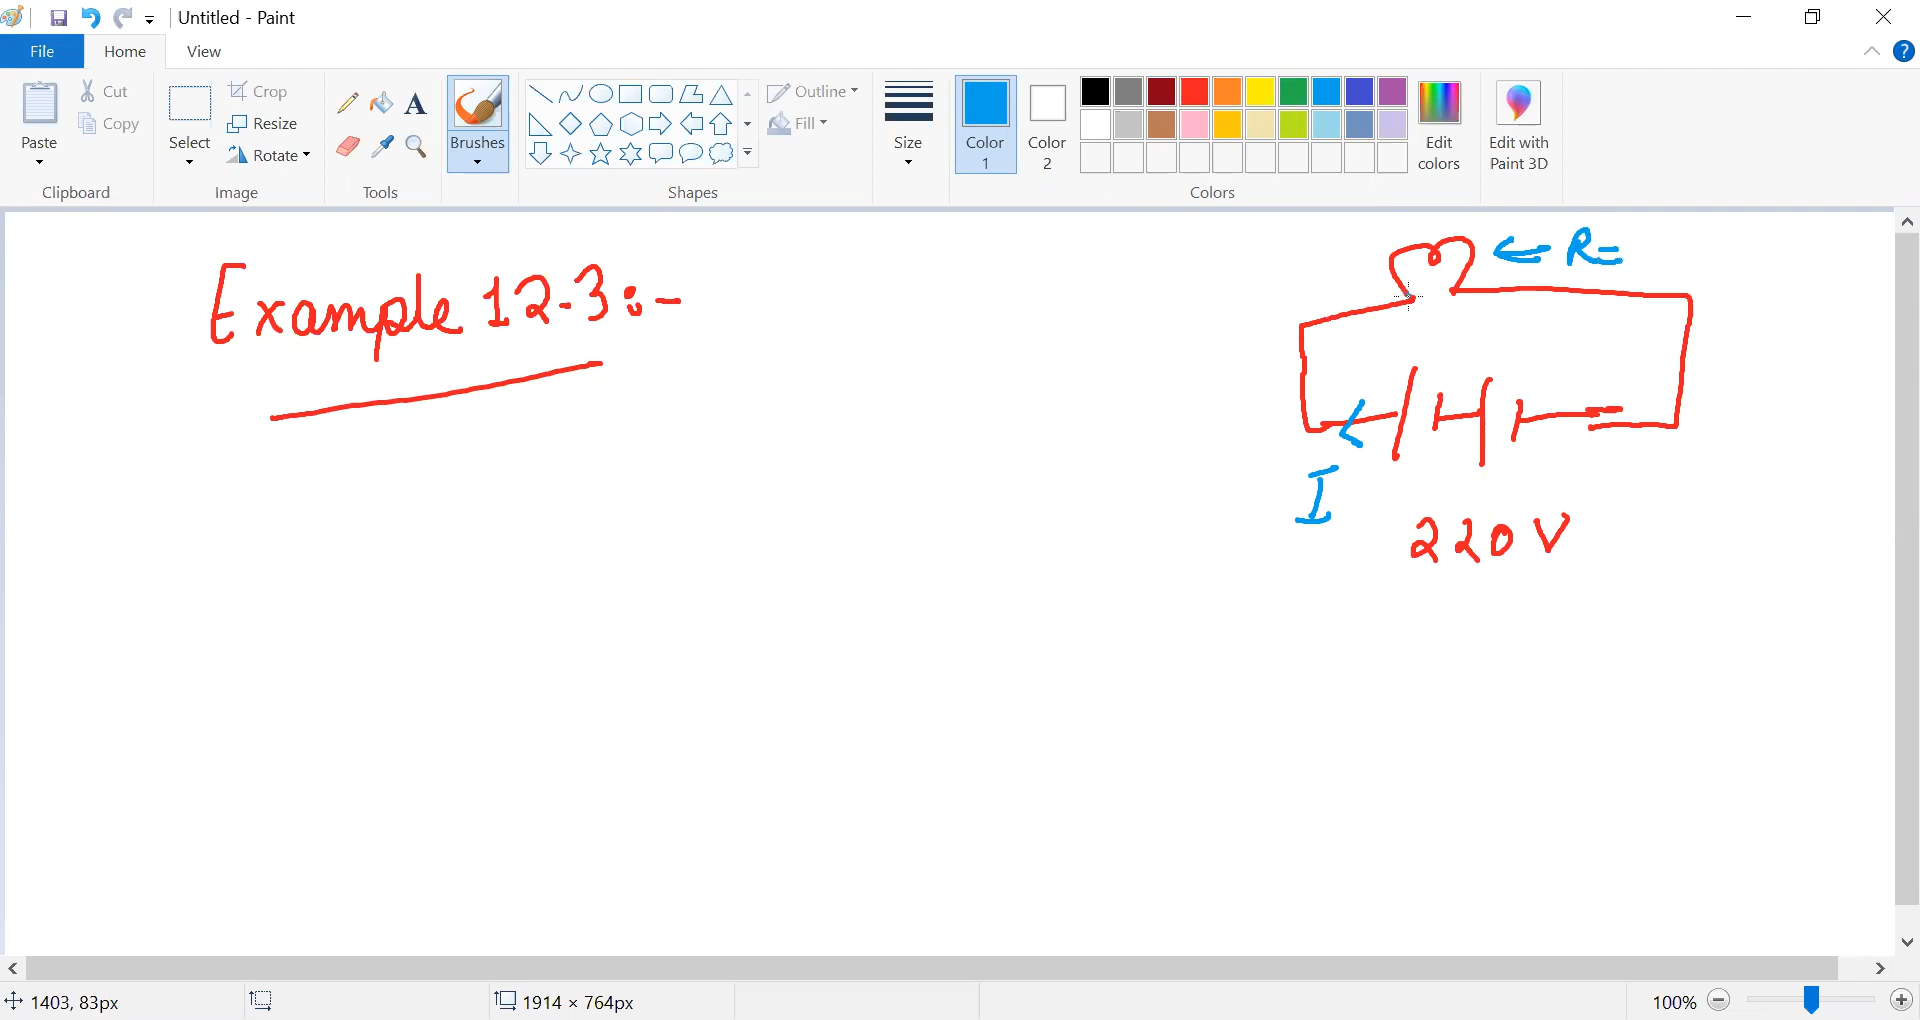 Untitled - Paint
File Home View
Paste
Cut
Copy
Clipboard
Select
Crop
Resize
Rotate
Image
Tools
Brushes
Shapes
Outline
Fill
Size
Color 1
Color 2
Edit colors
Colors
Edit with Paint 3D
Example 12.3:-
R=
I
220V
1403, 83px
1914 × 764px
100%